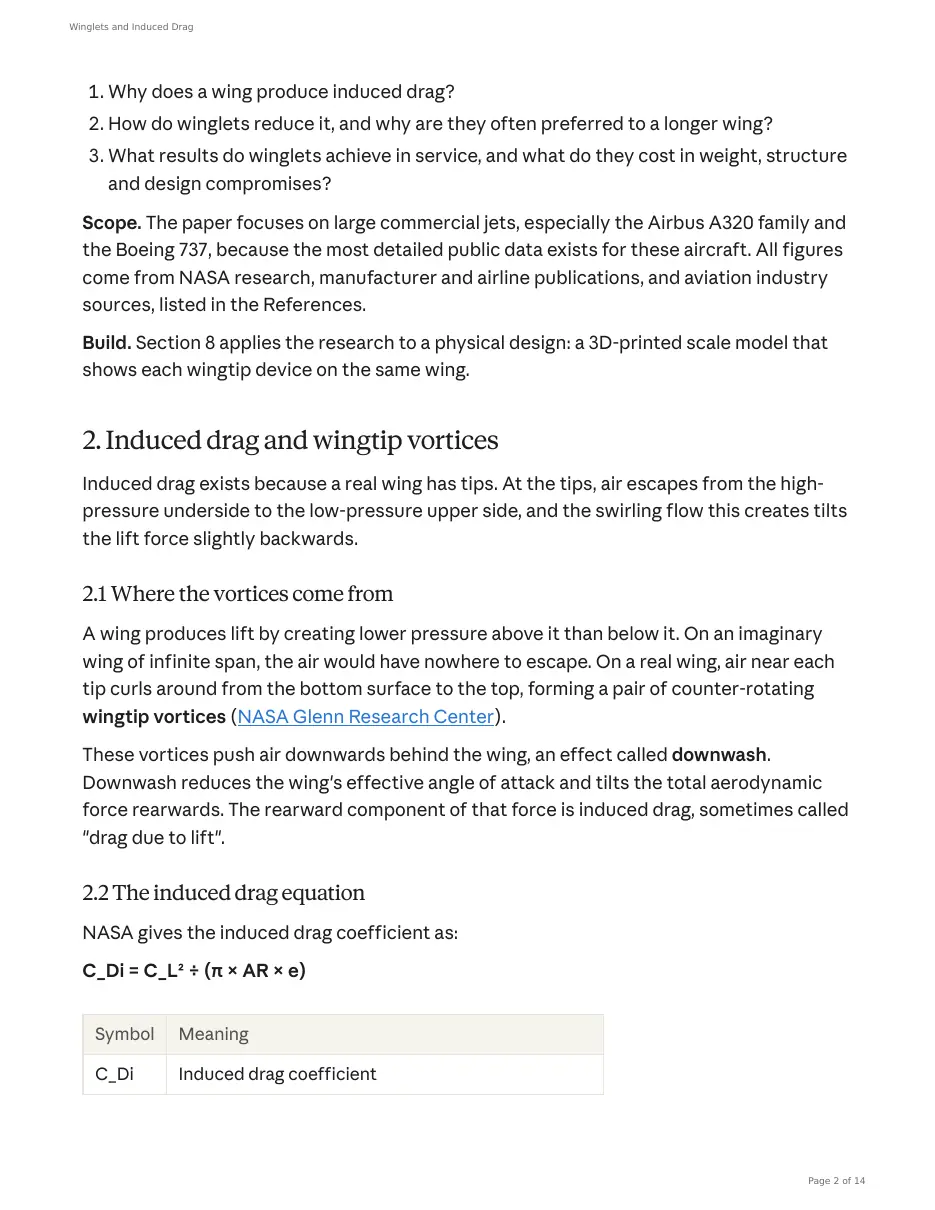 Winglets and Induced Drag
1. Why does a wing produce induced drag?
2. How do winglets reduce it, and why are they often preferred to a longer wing?
3. What results do winglets achieve in service, and what do they cost in weight, structure
and design compromises?
Scope. The paper focuses on large commercial jets, especially the Airbus A320 family and
the Boeing 737, because the most detailed public data exists for these aircraft. All figures
come from NASA research, manufacturer and airline publications, and aviation industry
sources, listed in the References.
Build. Section 8 applies the research to a physical design: a 3D-printed scale model that
shows each wingtip device on the same wing.
2. Induced drag and wingtip vortices
Induced drag exists because a real wing has tips. At the tips, air escapes from the high-
pressure underside to the low-pressure upper side, and the swirling flow this creates tilts
the lift force slightly backwards.
2.1 Where the vortices come from
A wing produces lift by creating lower pressure above it than below it. On an imaginary
wing of infinite span, the air would have nowhere to escape. On a real wing, air near each
tip curls around from the bottom surface to the top, forming a pair of counter-rotating
wingtip vortices (NASA Glenn Research Center).
These vortices push air downwards behind the wing, an effect called downwash.
Downwash reduces the wing's effective angle of attack and tilts the total aerodynamic
force rearwards. The rearward component of that force is induced drag, sometimes called
"drag due to lift".
2.2 The induced drag equation
NASA gives the induced drag coefficient as:
C_Di = C_L² ÷ (π × AR × e)
Symbol Meaning
C_Di Induced drag coefficient
Page 2 of 14